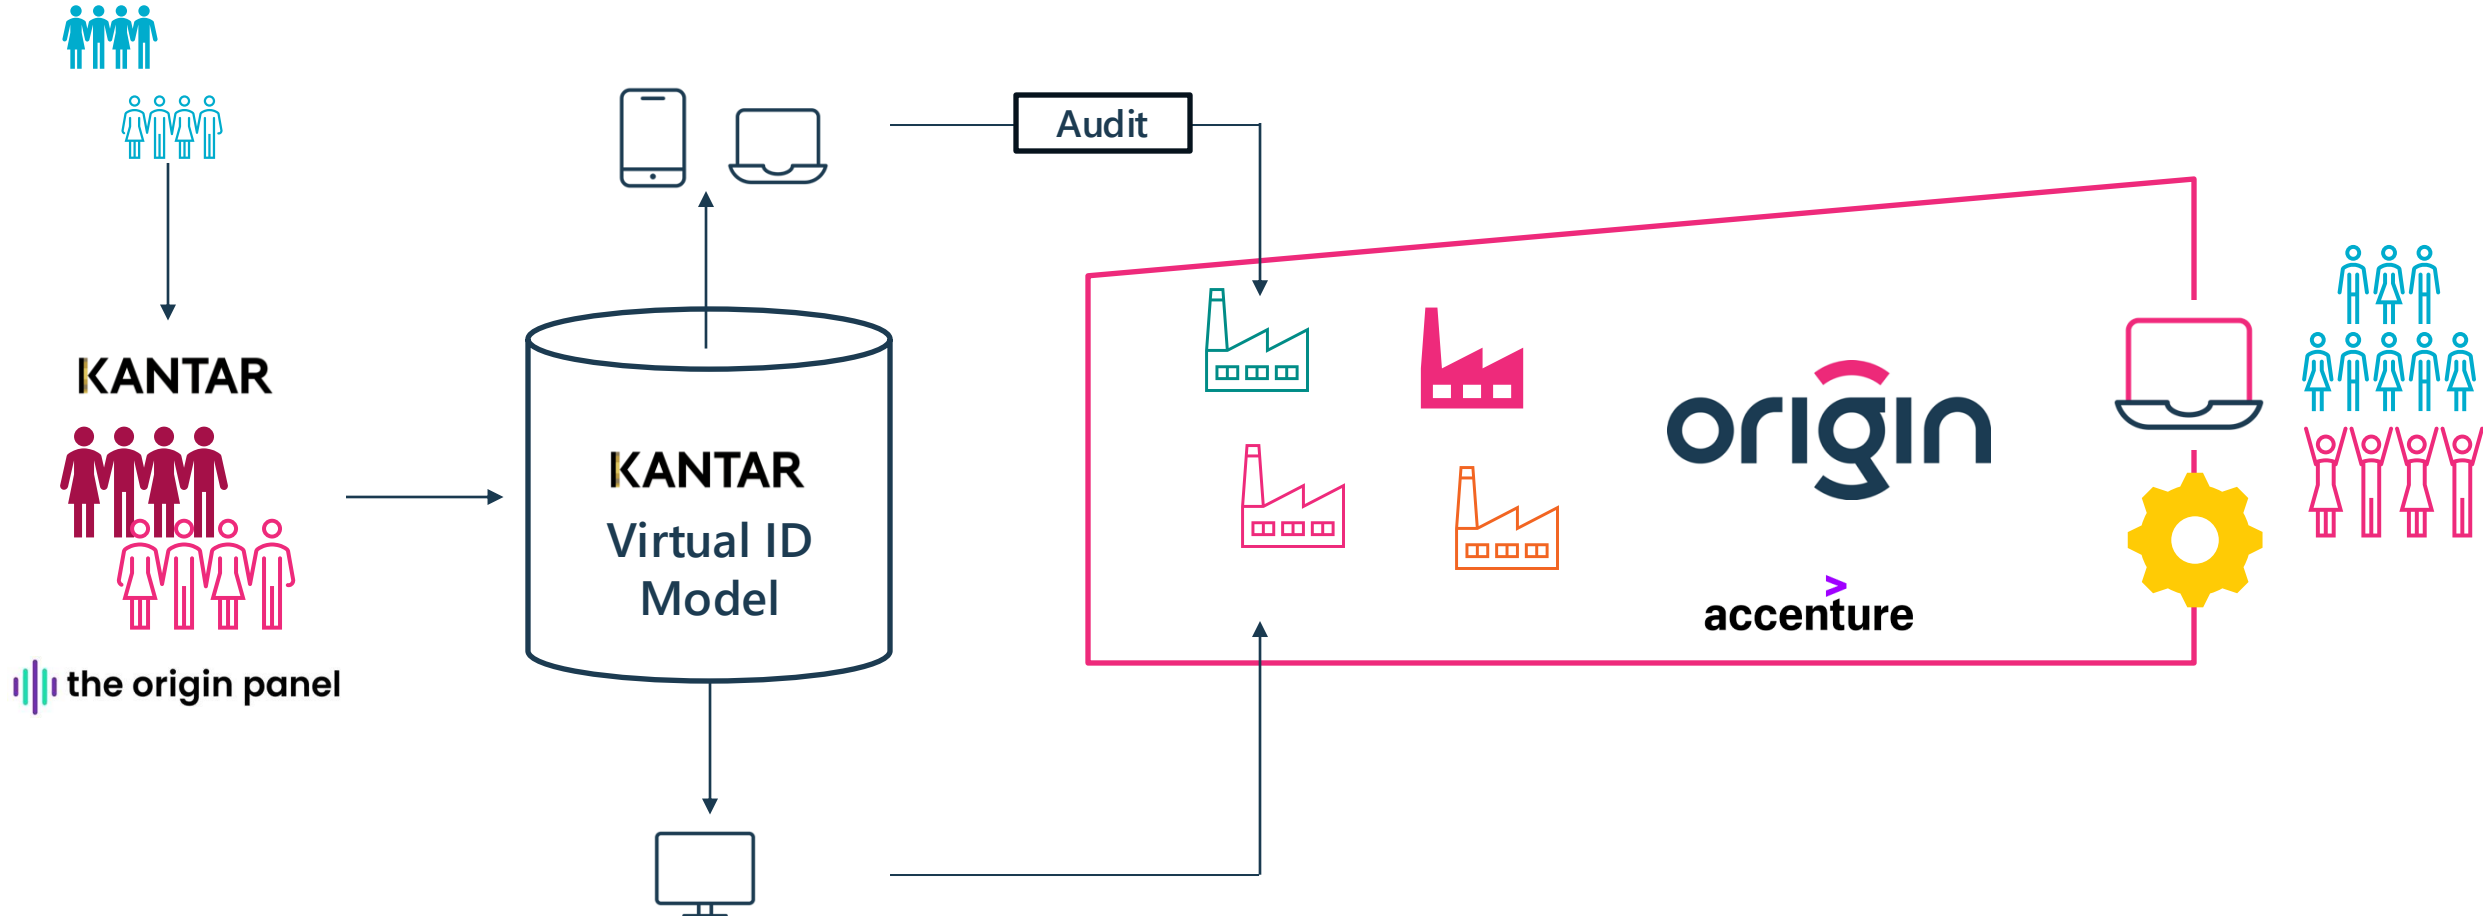 KANTAR
the origin panel
KANTAR
Virtual ID
Model
Audit
origin
accenture